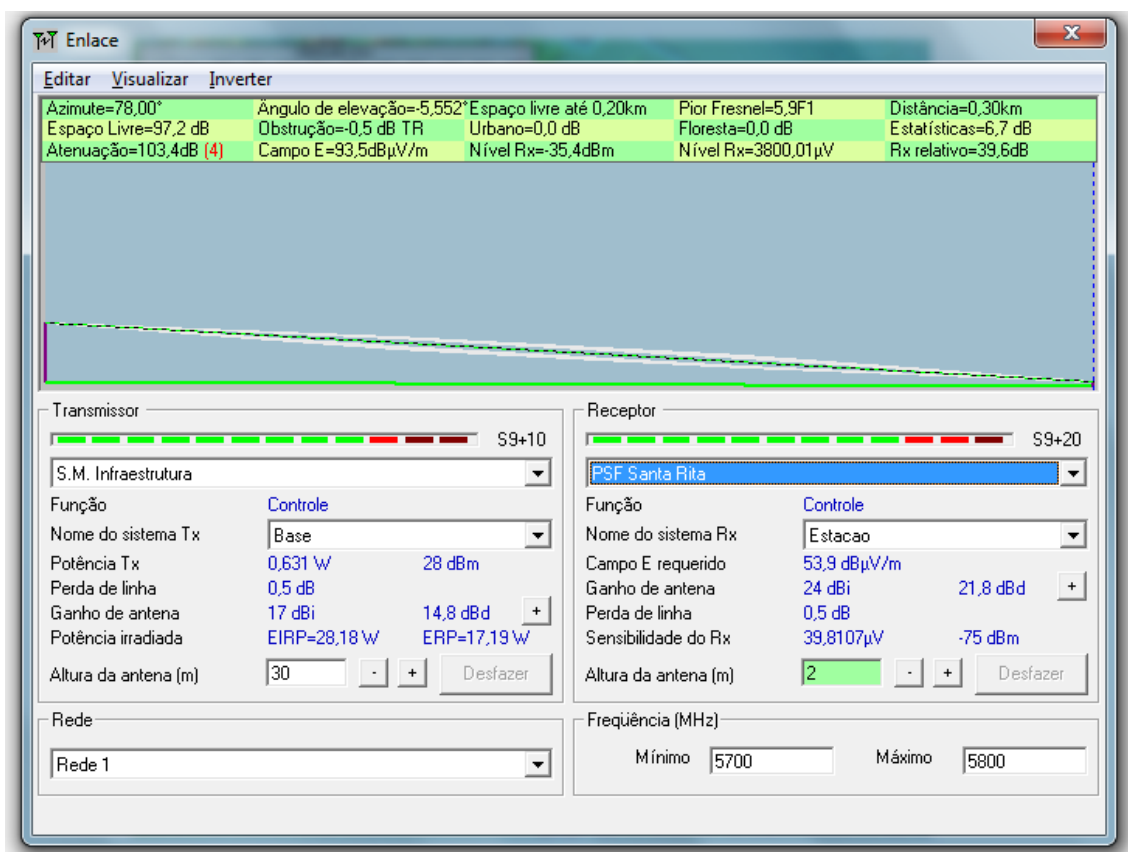 Enlace
Editar Visualizar Inverter
Azimute=78,00° Ângulo de elevação=-5,552° Espaço livre até 0,20km Pior Fresnel=5,9F1 Distância=0,30km
Espaço Livre=97,2 dB Obstrução=-0,5 dB TR Urbano=0,0 dB Floresta=0,0 dB Estatísticas=6,7 dB
Atenuação=103,4dB (4) Campo E=93,5dBµV/m Nível Rx=-35,4dBm Nível Rx=3800,01µV Rx relativo=39,6dB
Transmissor
S9+10
S.M. Infraestrutura
Função Controle
Nome do sistema Tx Base
Potência Tx 0,631 W 28 dBm
Perda de linha 0,5 dB
Ganho de antena 17 dBi 14,8 dBd +
Potência irradiada EIRP=28,18 W ERP=17,19 W
Altura da antena (m) 30 - + Desfazer
Rede
Rede 1
Receptor
S9+20
PSF Santa Rita
Função Controle
Nome do sistema Rx Estacao
Campo E requerido 53,9 dBµV/m
Ganho de antena 24 dBi 21,8 dBd +
Perda de linha 0,5 dB
Sensibilidade do Rx 39,8107µV -75 dBm
Altura da antena (m) 2 - + Desfazer
Freqüência (MHz)
Mínimo 5700 Máximo 5800